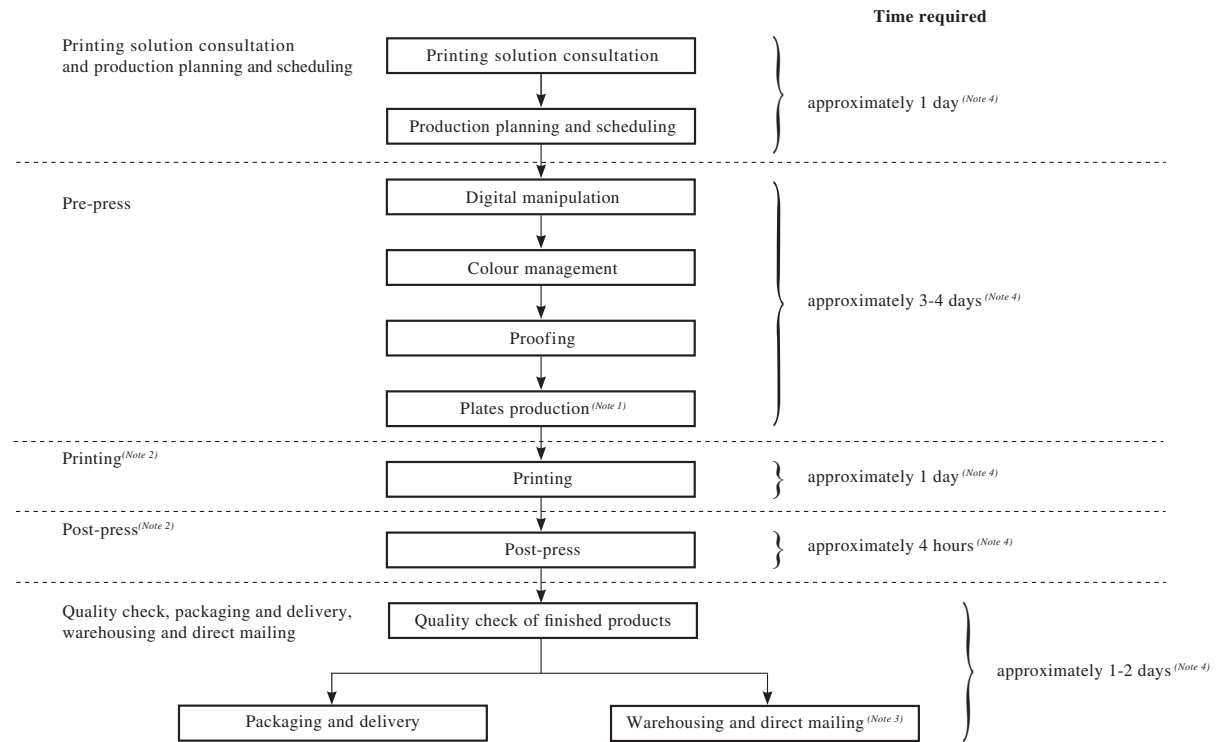 Time required
Printing solution consultation
and production planning and scheduling
Printing solution consultation
Production planning and scheduling
approximately 1 day (Note 4)
Pre-press
Digital manipulation
Colour management
Proofing
Plates production (Note 1)
approximately 3-4 days (Note 4)
Printing (Note 2)
Printing
approximately 1 day (Note 4)
Post-press (Note 2)
Post-press
approximately 4 hours (Note 4)
Quality check, packaging and delivery,
warehousing and direct mailing
Quality check of finished products
Packaging and delivery
Warehousing and direct mailing (Note 3)
approximately 1-2 days (Note 4)